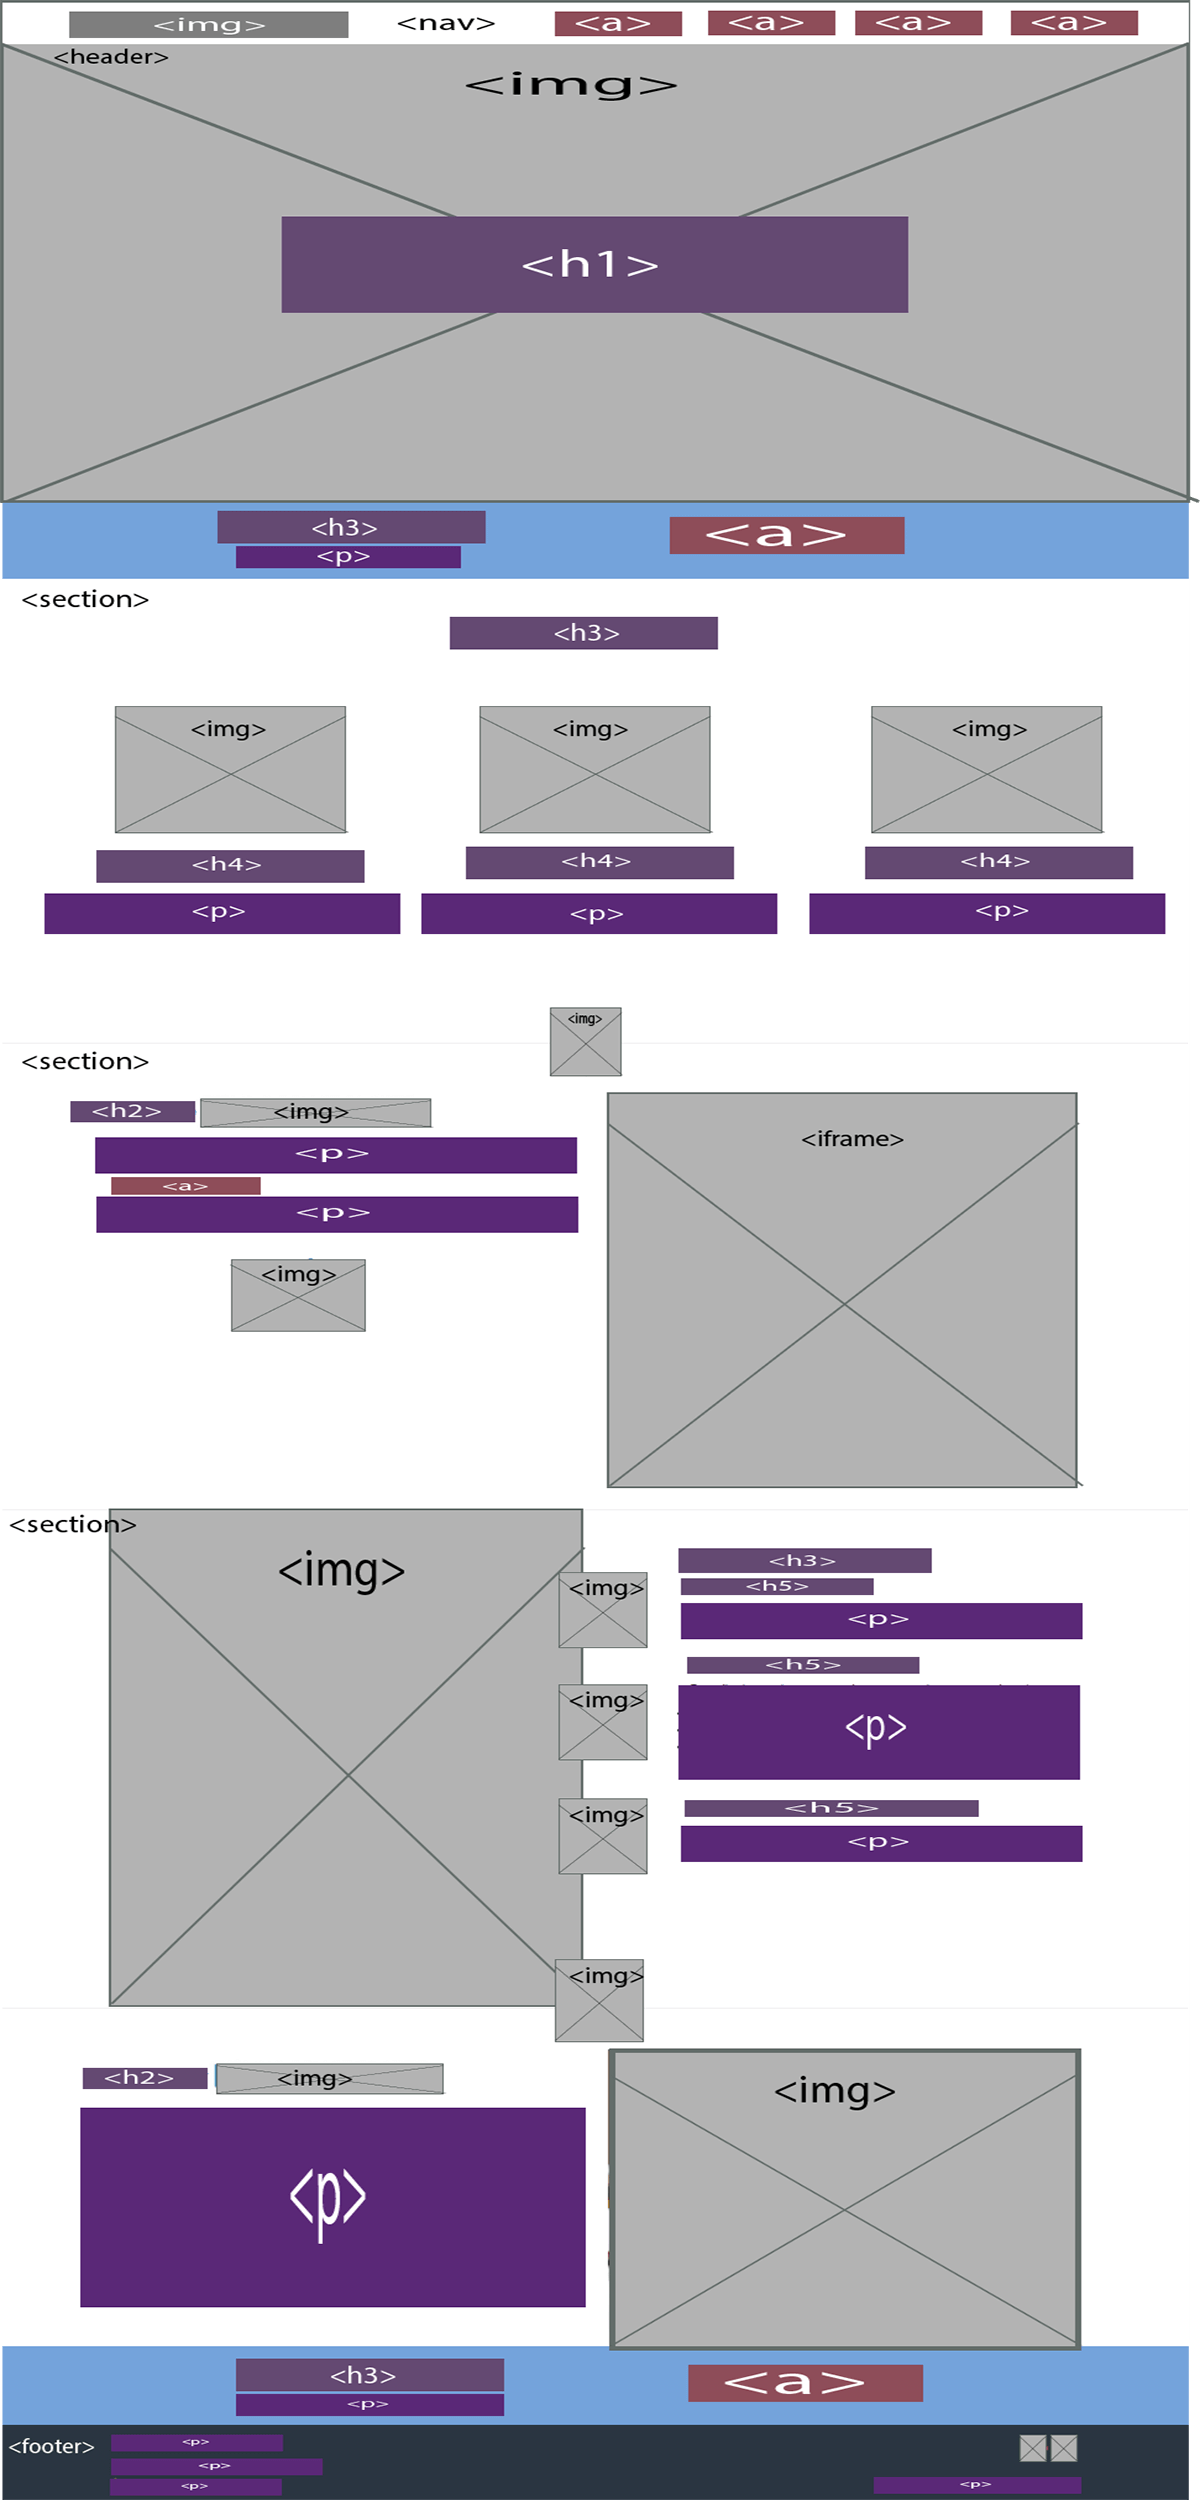 <img> <nav> <a> <a> <a> <a>
<header>
<img>
<h1>
<h3>
<p>
<a>
<section>
<h3>
<img> <img> <img>
<h4> <h4> <h4>
<p> <p> <p>
<img>
<section>
<h2> <img>
<p>
<a>
<p>
<img>
<iframe>
<section>
<img>
<img>
<img>
<img>
<h3>
<h5>
<p>
<h5>
<p>
<h5>
<p>
<img>
<h2> <img>
<p>
<img>
<h3>
<p>
<a>
<footer>
<p>
<p>
<p>
<p>